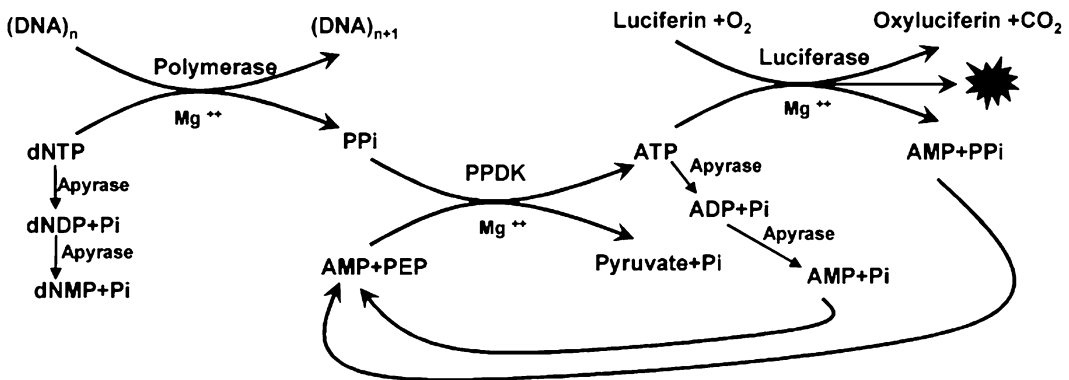 (DNA)n (DNA)n+1 Luciferin +O2 Oxyluciferin +CO2
Polymerase Luciferase
Mg ++ Mg ++
dNTP PPi ATP AMP+PPi
Apyrase PPDK Apyrase
dNDP+Pi Mg ++ ADP+Pi
Apyrase Apyrase
dNMP+Pi AMP+PEP Pyruvate+Pi AMP+Pi